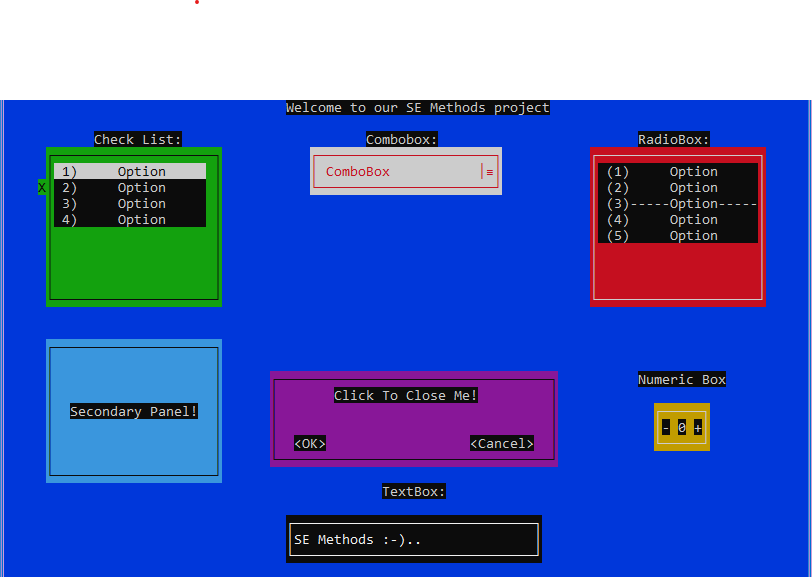 Welcome to our SE Methods project
Check List:
1) Option
X 2) Option
3) Option
4) Option
Combobox:
ComboBox |≡
RadioBox:
(1) Option
(2) Option
(3)-----Option-----
(4) Option
(5) Option
Secondary Panel!
Click To Close Me!
<OK> <Cancel>
Numeric Box
- 0 +
TextBox:
SE Methods :-)..